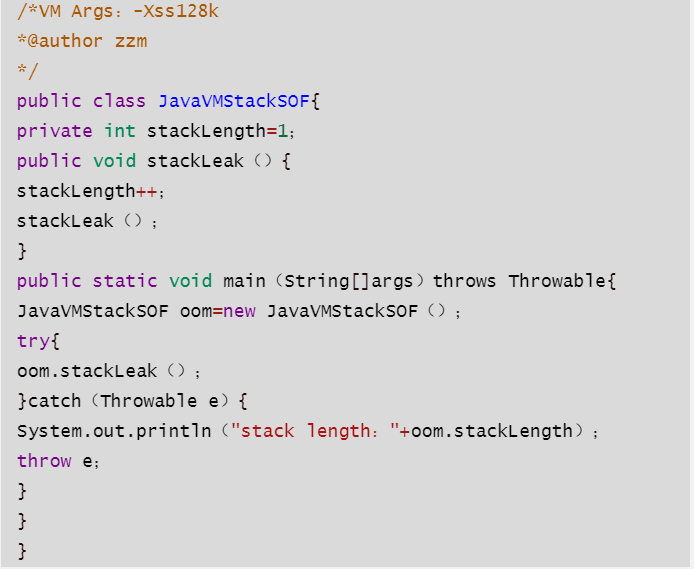 /*VM Args：-Xss128k
*@author zzm
*/
public class JavaVMStackSOF{
private int stackLength=1；
public void stackLeak（）{
stackLength++；
stackLeak（）；
}
public static void main（String[]args）throws Throwable{
JavaVMStackSOF oom=new JavaVMStackSOF（）；
try{
oom.stackLeak（）；
}catch（Throwable e）{
System.out.println（"stack length："+oom.stackLength）；
throw e；
}
}
}